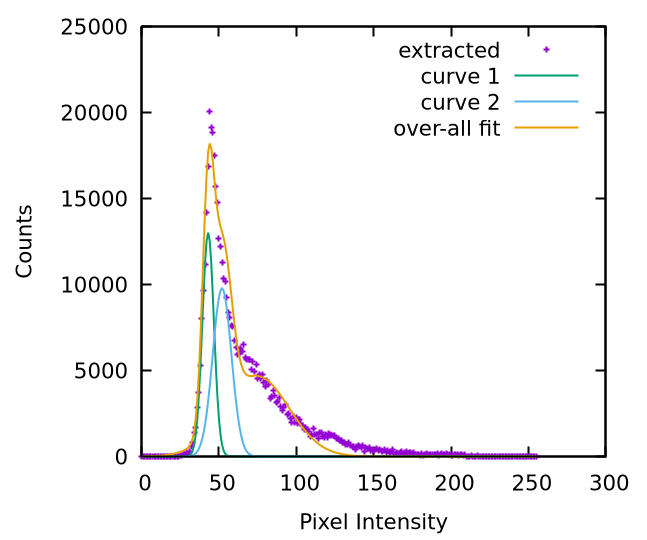 25000
extracted
curve 1
curve 2
over-all fit
20000
15000
Counts
10000
5000
0
0 50 100 150 200 250 300
Pixel Intensity